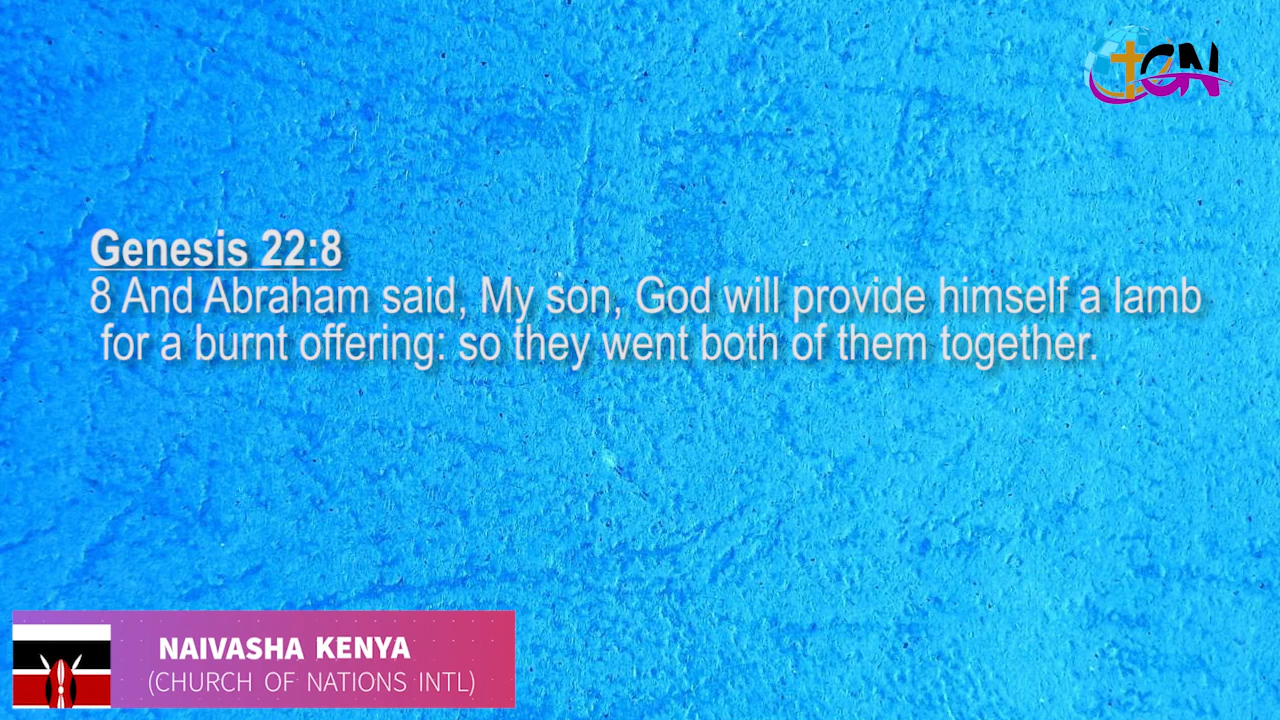 GN
Genesis 22:8
8 And Abraham said, My son, God will provide himself a lamb
for a burnt offering: so they went both of them together.
NAIVASHA KENYA
(CHURCH OF NATIONS INTL)